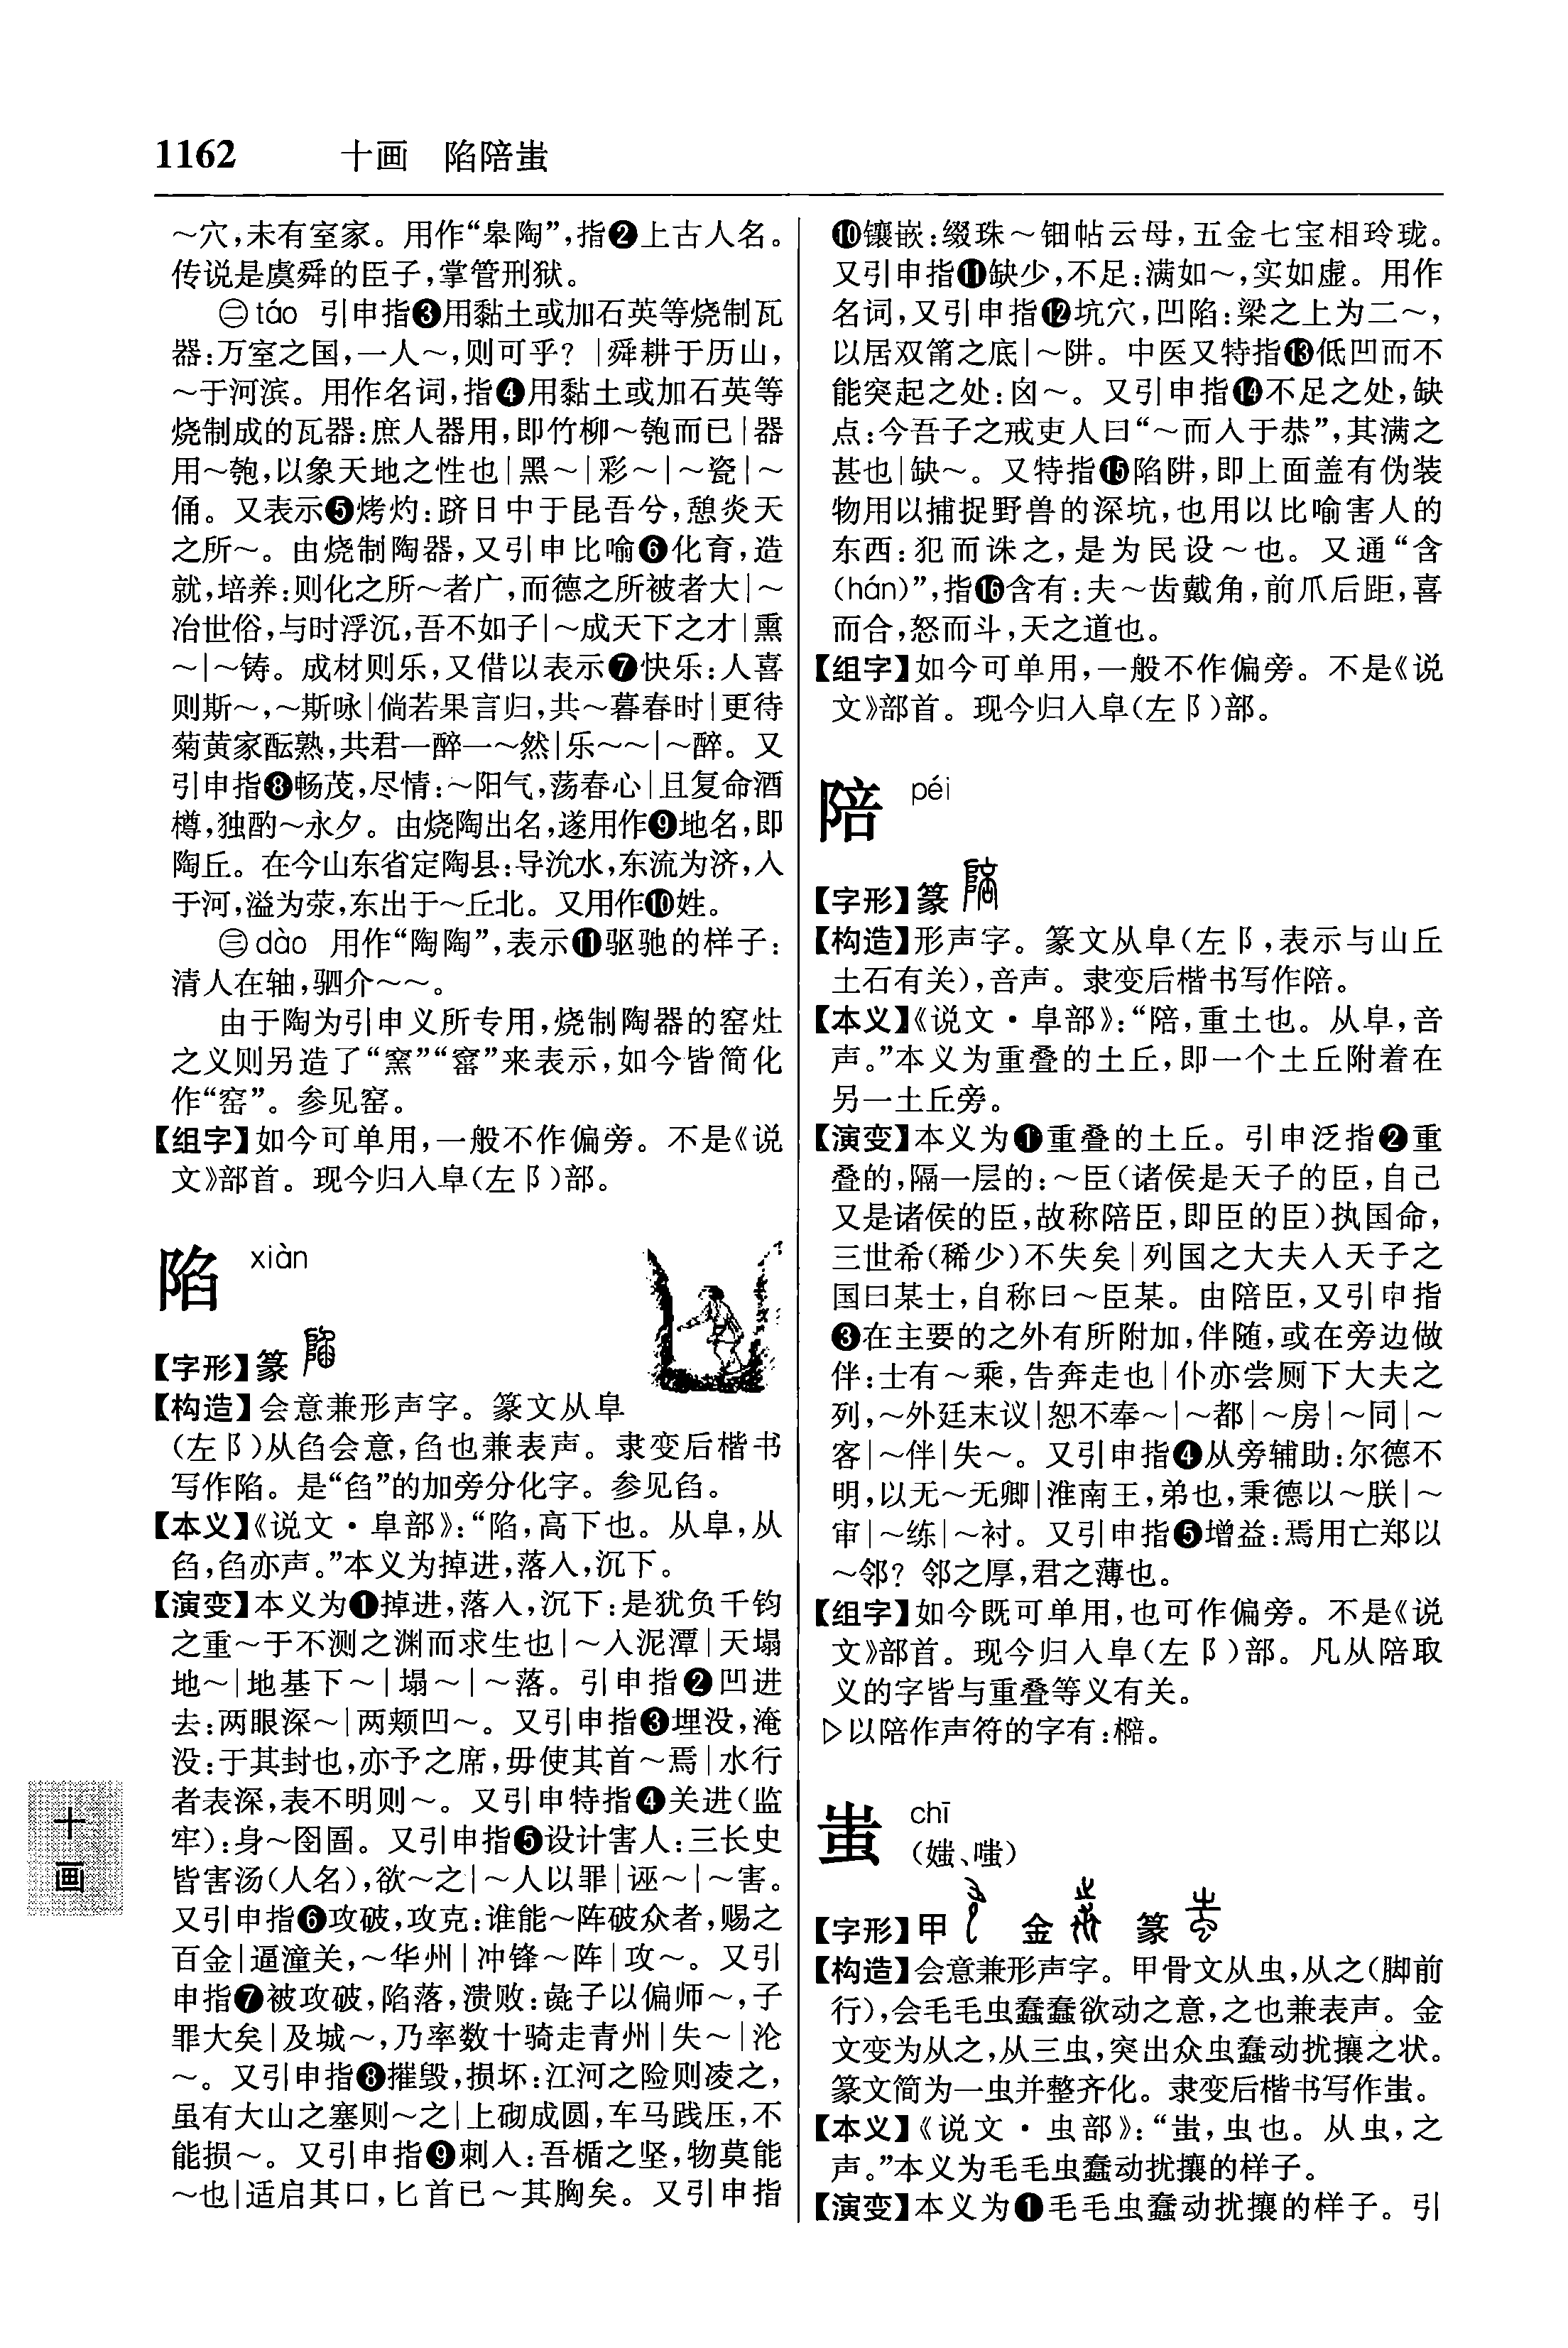 1162 十画 陷陪蚩
～穴,未有室家。用作“皋陶”,指❷上古人名。
传说是虞舜的臣子,掌管刑狱。
㊁táo 引申指❸用黏土或加石英等烧制瓦
器:万室之国,一人～,则可乎?|舜耕于历山,
～于河滨。用作名词,指❹用黏土或加石英等
烧制成的瓦器:庶人器用,即竹柳～匏而已|器
用～匏,以象天地之性也|黑～|彩～|～瓷|～
俑。又表示❺烤灼:跻日中于昆吾兮,憩炎天
之所～。由烧制陶器,又引申比喻❻化育,造
就,培养:则化之所～者广,而德之所被者大|～
冶世俗,与时浮沉,吾不如子|～成天下之才|熏
～|～铸。成材则乐,又借以表示❼快乐:人喜
则斯～,～斯咏|倘若果言归,共～暮春时|更待
菊黄家酝熟,共君一醉一～然|乐～～|～醉。又
引申指❽畅茂,尽情:～阳气,荡春心|且复命酒
樽,独酌～永夕。由烧陶出名,遂用作❾地名,即
陶丘。在今山东省定陶县:导沇水,东流为济,入
于河,溢为荥,东出于～丘北。又用作❿姓。
㊂dào 用作“陶陶”,表示⓫驱驰的样子:
清人在轴,驷介～～。
由于陶为引申义所专用,烧制陶器的窑灶
之义则另造了“窯”“窰”来表示,如今皆简化
作“窑”。参见窑。
【组字】如今可单用,一般不作偏旁。不是《说
文》部首。现今归入阜(左阝)部。
陷 xiàn
【字形】篆
【构造】会意兼形声字。篆文从阜
(左阝)从臽会意,臽也兼表声。隶变后楷书
写作陷。是“臽”的加旁分化字。参见臽。
【本义】《说文·阜部》:“陷,高下也。从阜,从
臽,臽亦声。”本义为掉进,落入,沉下。
【演变】本义为❶掉进,落入,沉下:是犹负千钧
之重～于不测之渊而求生也|～入泥潭|天塌
地～|地基下～|塌～|～落。引申指❷凹进
去:两眼深～|两颊凹～。又引申指❸埋没,淹
没:于其封也,亦予之席,毋使其首～焉|水行
者表深,表不明则～。又引申特指❹关进(监
牢):身～囹圄。又引申指❺设计害人:三长史
皆害汤(人名),欲～之|～人以罪|诬～|～害。
又引申指❻攻破,攻克:谁能～阵破众者,赐之
百金|逼潼关,～华州|冲锋～阵|攻～。又引
申指❼被攻破,陷落,溃败:彘子以偏师～,子
罪大矣|及城～,乃率数十骑走青州|失～|沦
～。又引申指❽摧毁,损坏:江河之险则凌之,
虽有大山之塞则～之|上砌成圆,车马践压,不
能损～。又引申指❾刺入:吾楯之坚,物莫能
～也|适启其口,匕首已～其胸矣。又引申指
❿镶嵌:缀珠～钿帖云母,五金七宝相玲珑。
又引申指⓫缺少,不足:满如～,实如虚。用作
名词,又引申指⓬坑穴,凹陷:梁之上为二～,
以居双筩之底|～阱。中医又特指⓭低凹而不
能突起之处:囟～。又引申指⓮不足之处,缺
点:今吾子之戒吏人曰“～而入于恭”,其满之
甚也|缺～。又特指⓯陷阱,即上面盖有伪装
物用以捕捉野兽的深坑,也用以比喻害人的
东西:犯而诛之,是为民设～也。又通“含
(hán)”,指⓰含有:夫～齿戴角,前爪后距,喜
而合,怒而斗,天之道也。
【组字】如今可单用,一般不作偏旁。不是《说
文》部首。现今归入阜(左阝)部。
陪 péi
【字形】篆
【构造】形声字。篆文从阜(左阝,表示与山丘
土石有关),咅声。隶变后楷书写作陪。
【本义】《说文·阜部》:“陪,重土也。从阜,咅
声。”本义为重叠的土丘,即一个土丘附着在
另一土丘旁。
【演变】本义为❶重叠的土丘。引申泛指❷重
叠的,隔一层的:～臣(诸侯是天子的臣,自己
又是诸侯的臣,故称陪臣,即臣的臣)执国命,
三世希(稀少)不失矣|列国之大夫入天子之
国曰某士,自称曰～臣某。由陪臣,又引申指
❸在主要的之外有所附加,伴随,或在旁边做
伴:士有～乘,告奔走也|仆亦尝厕下大夫之
列,～外廷末议|恕不奉～|～都|～房|～同|～
客|～伴|失～。又引申指❹从旁辅助:尔德不
明,以无～无卿|淮南王,弟也,秉德以～朕|～
审|～练|～衬。又引申指❺增益:焉用亡郑以
～邻?邻之厚,君之薄也。
【组字】如今既可单用,也可作偏旁。不是《说
文》部首。现今归入阜(左阝)部。凡从陪取
义的字皆与重叠等义有关。
▷以陪作声符的字有:㯁。
蚩 chī
(媸、嗤)
【字形】甲 金 篆
【构造】会意兼形声字。甲骨文从虫,从之(脚前
行),会毛毛虫蠢蠢欲动之意,之也兼表声。金
文变为从之,从三虫,突出众虫蠢动扰攘之状。
篆文简为一虫并整齐化。隶变后楷书写作蚩。
【本义】《说文·虫部》:“蚩,虫也。从虫,之
声。”本义为毛毛虫蠢动扰攘的样子。
【演变】本义为❶毛毛虫蠢动扰攘的样子。引
十
画